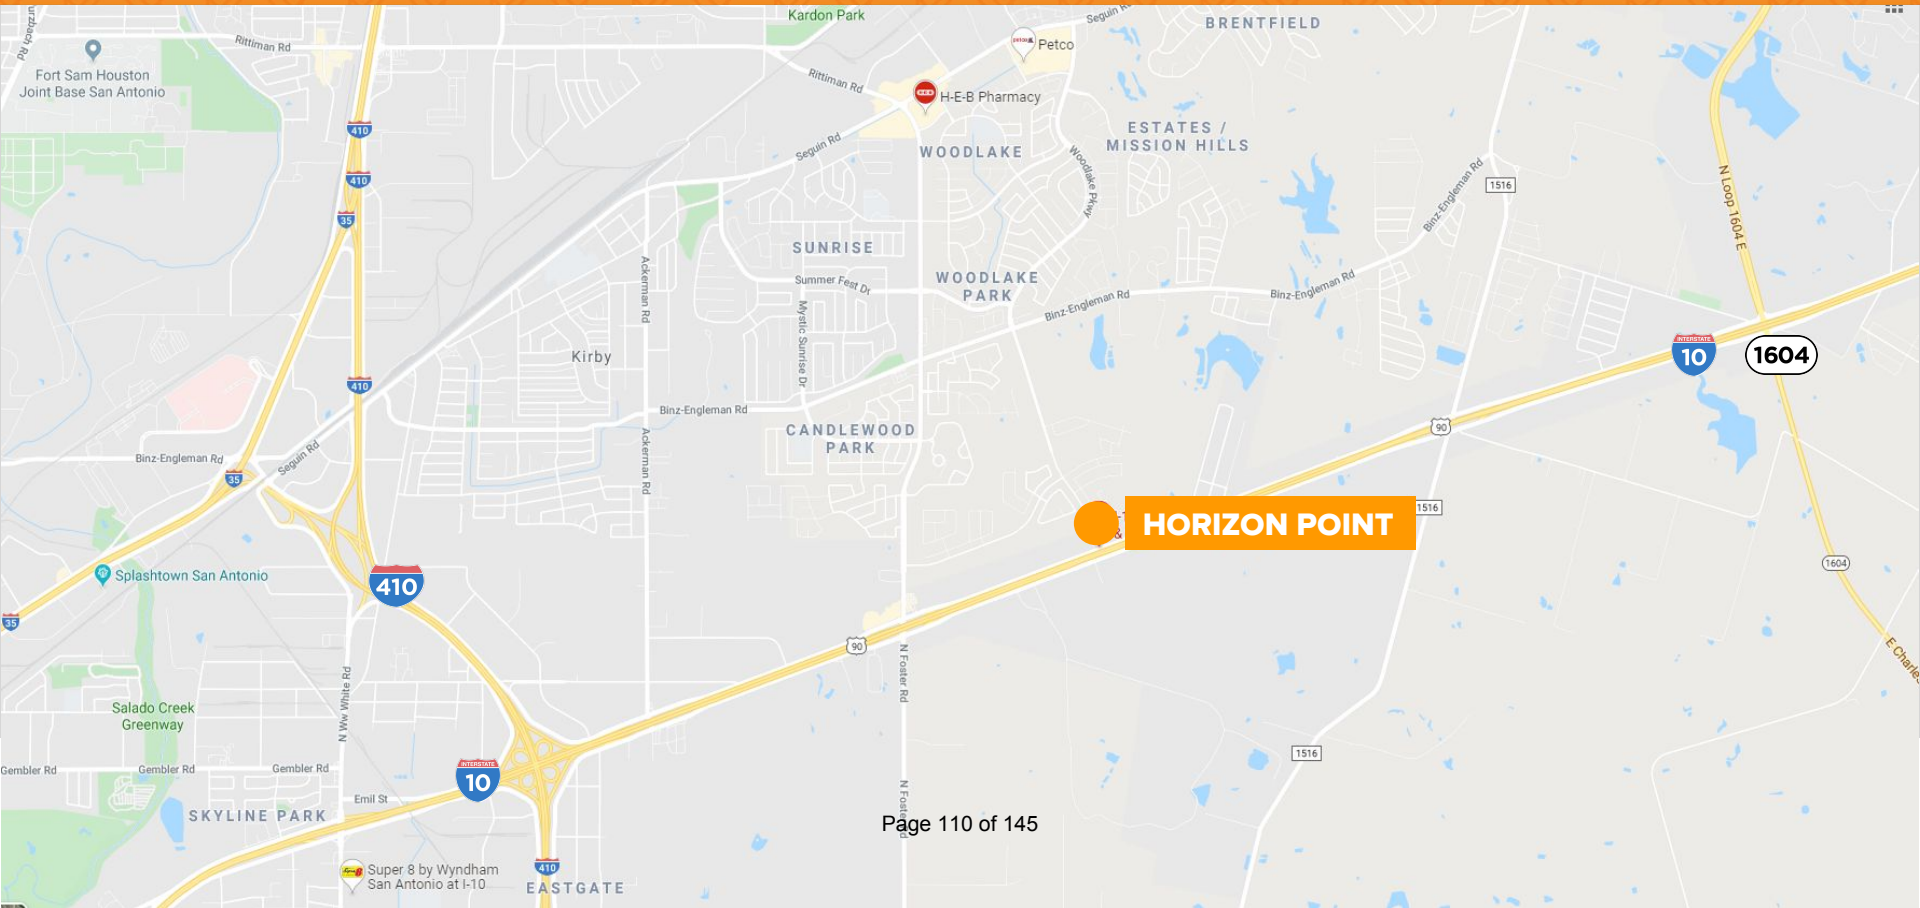 Seguin
BRENTFIELD
Kardon Park
Rittiman Rd
Petco
Fort Sam Houston
Joint Base San Antonio
Rittiman Rd
H-E-B Pharmacy
410
ESTATES /
MISSION HILLS
Seguin Rd
WOODLAKE
Woodlake Pkwy
Binz-Engleman Rd
1516
410
35
N Loop 1604 E
SUNRISE
Ackerman Rd
Summer Fest Dr
WOODLAKE
PARK
Binz-Engleman Rd
Binz-Engleman Rd
Mystic Sunrise Dr
Kirby
INTERSTATE
10
1604
410
Binz-Engleman Rd
CANDLEWOOD
PARK
90
Ackerman Rd
Binz-Engleman Rd
Seguin Rd
35
HORIZON POINT
1516
&
1604
Splashtown San Antonio
410
35
90
E Charles
N Foster Rd
N Ww White Rd
Salado Creek
Greenway
1516
Gembler Rd
Gembler Rd
Gembler Rd
INTERSTATE
10
Emil St
SKYLINE PARK
Page 110 of 145
Super 8 by Wyndham
San Antonio at I-10
410
EASTGATE